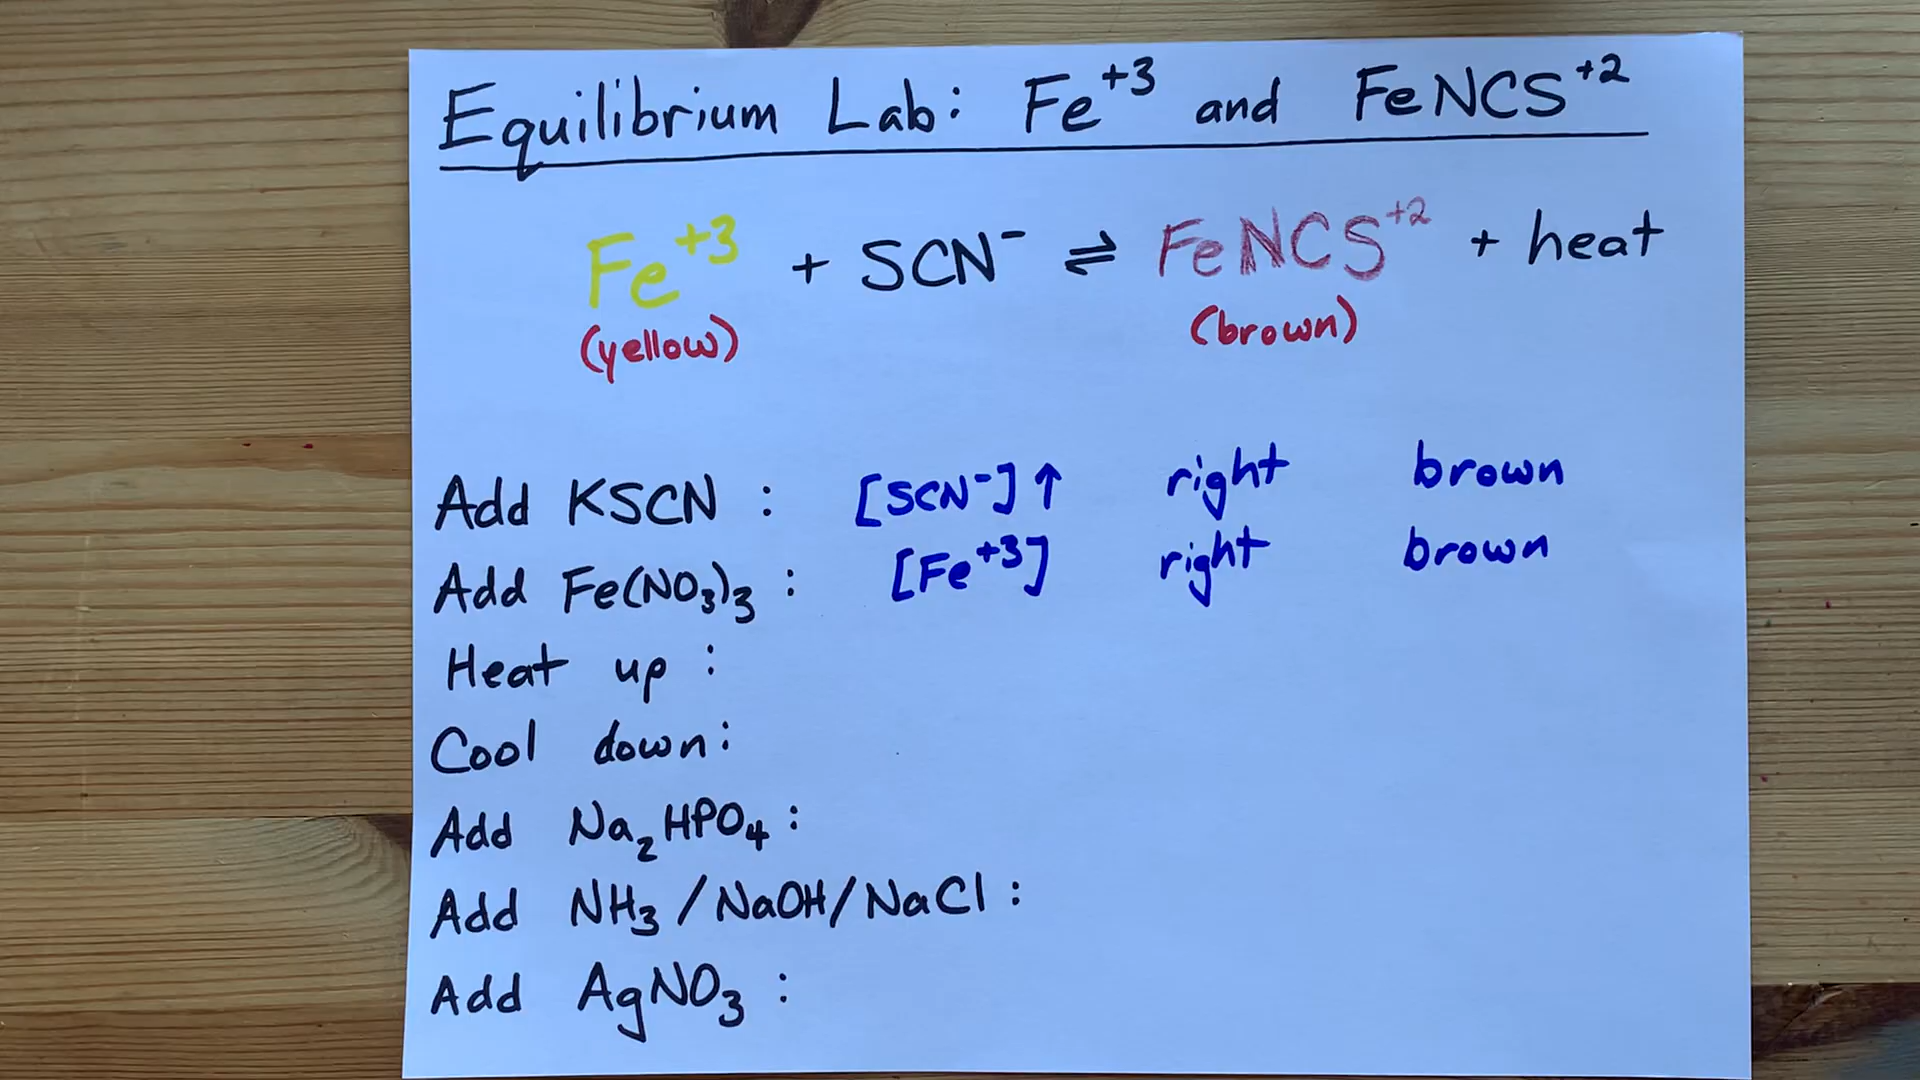 Equilibrium Lab: Fe⁺³ and FeNCS⁺²
Fe⁺³ + SCN⁻ ⇌ FeNCS⁺² + heat
(yellow) (brown)
Add KSCN : [SCN⁻]↑ right brown
Add Fe(NO₃)₃ : [Fe⁺³] right brown
Heat up :
Cool down:
Add Na₂HPO₄:
Add NH₃/NaOH/NaCl:
Add AgNO₃ :